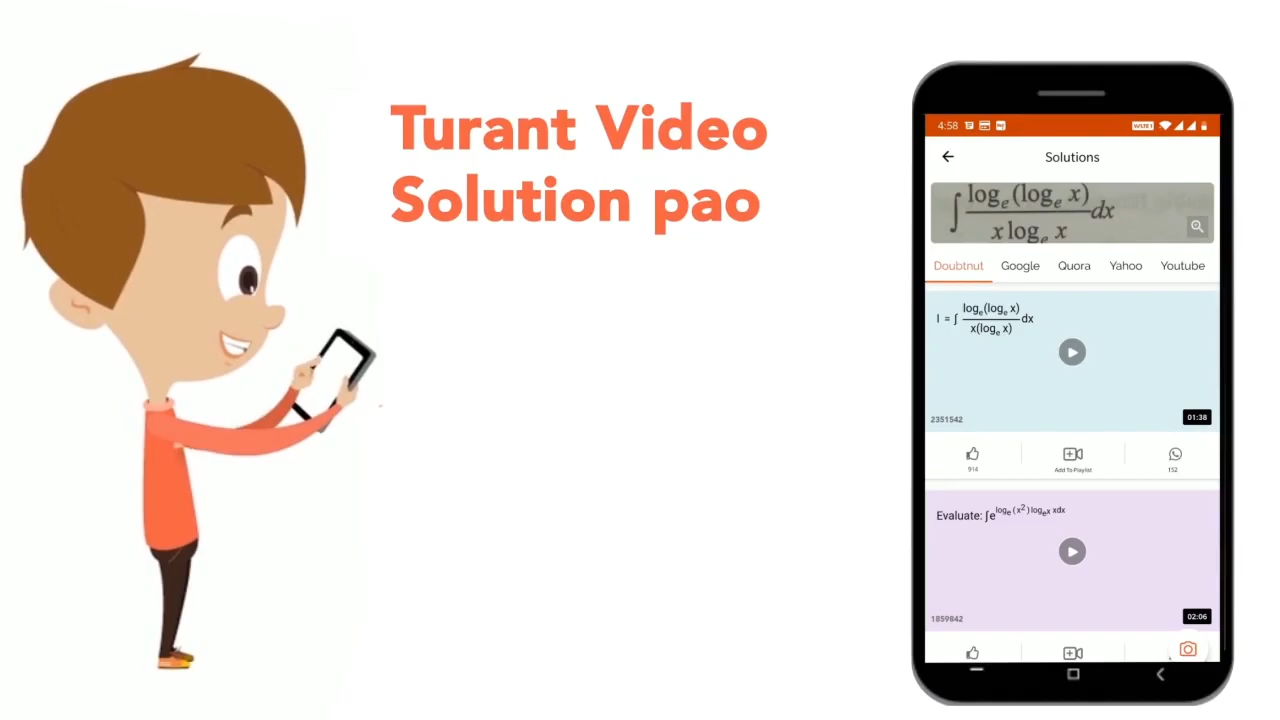 Turant Video
Solution pao
4:58
Solutions
∫ logₑ(logₑ x) / x logₑ x dx
Doubtnut Google Quora Yahoo Youtube
I = ∫ logₑ(logₑ x) / x(logₑ x) dx
2351542 01:38
914 Add To Playlist 152
Evaluate: ∫e^logₑ(x²)logₑx xdx
1859842 02:06